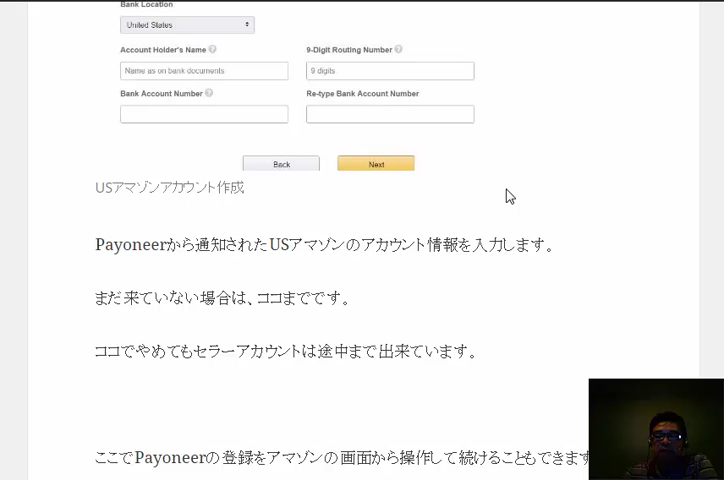 Bank Location
United States
Account Holder's Name
9-Digit Routing Number
Name as on bank documents
9 digits
Bank Account Number
Re-type Bank Account Number
Back
Next
USアマゾンアカウント作成
Payoneerから通知されたUSアマゾンのアカウント情報を入力します。
まだ来ていない場合は、ココまでです。
ココでやめてもセラーアカウントは途中まで出来ています。
ここでPayoneerの登録をアマゾンの画面から操作して続けることもできます